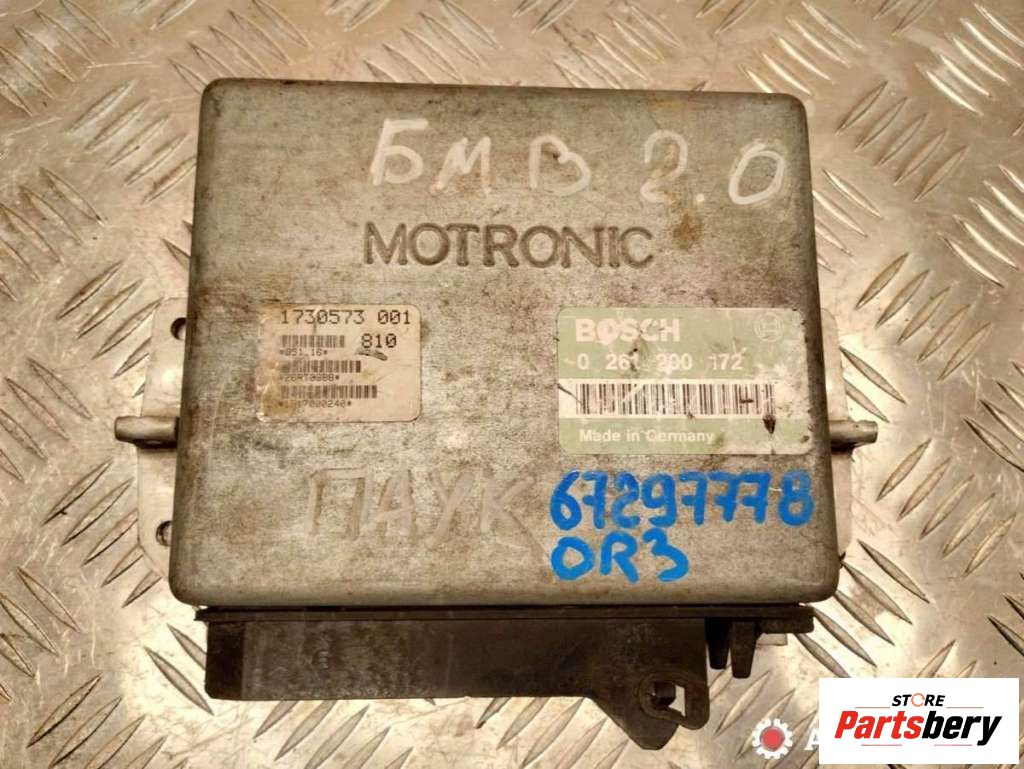 БМВ 2.0
MOTRONIC
1730573 001
810
BOSCH
0 261 200 172
Made in Germany
ПАУК
67297778
OR3
STORE
Partsbery